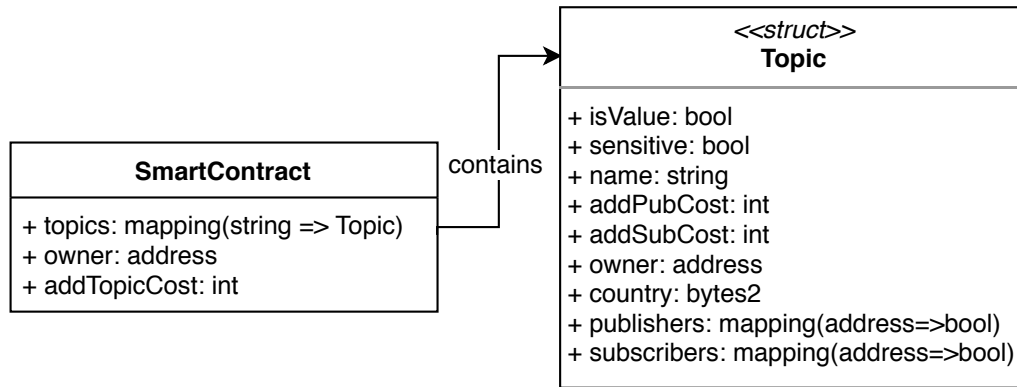 SmartContract
+ topics: mapping(string => Topic)
+ owner: address
+ addTopicCost: int
contains
<<struct>>
Topic
+ isValue: bool
+ sensitive: bool
+ name: string
+ addPubCost: int
+ addSubCost: int
+ owner: address
+ country: bytes2
+ publishers: mapping(address=>bool)
+ subscribers: mapping(address=>bool)